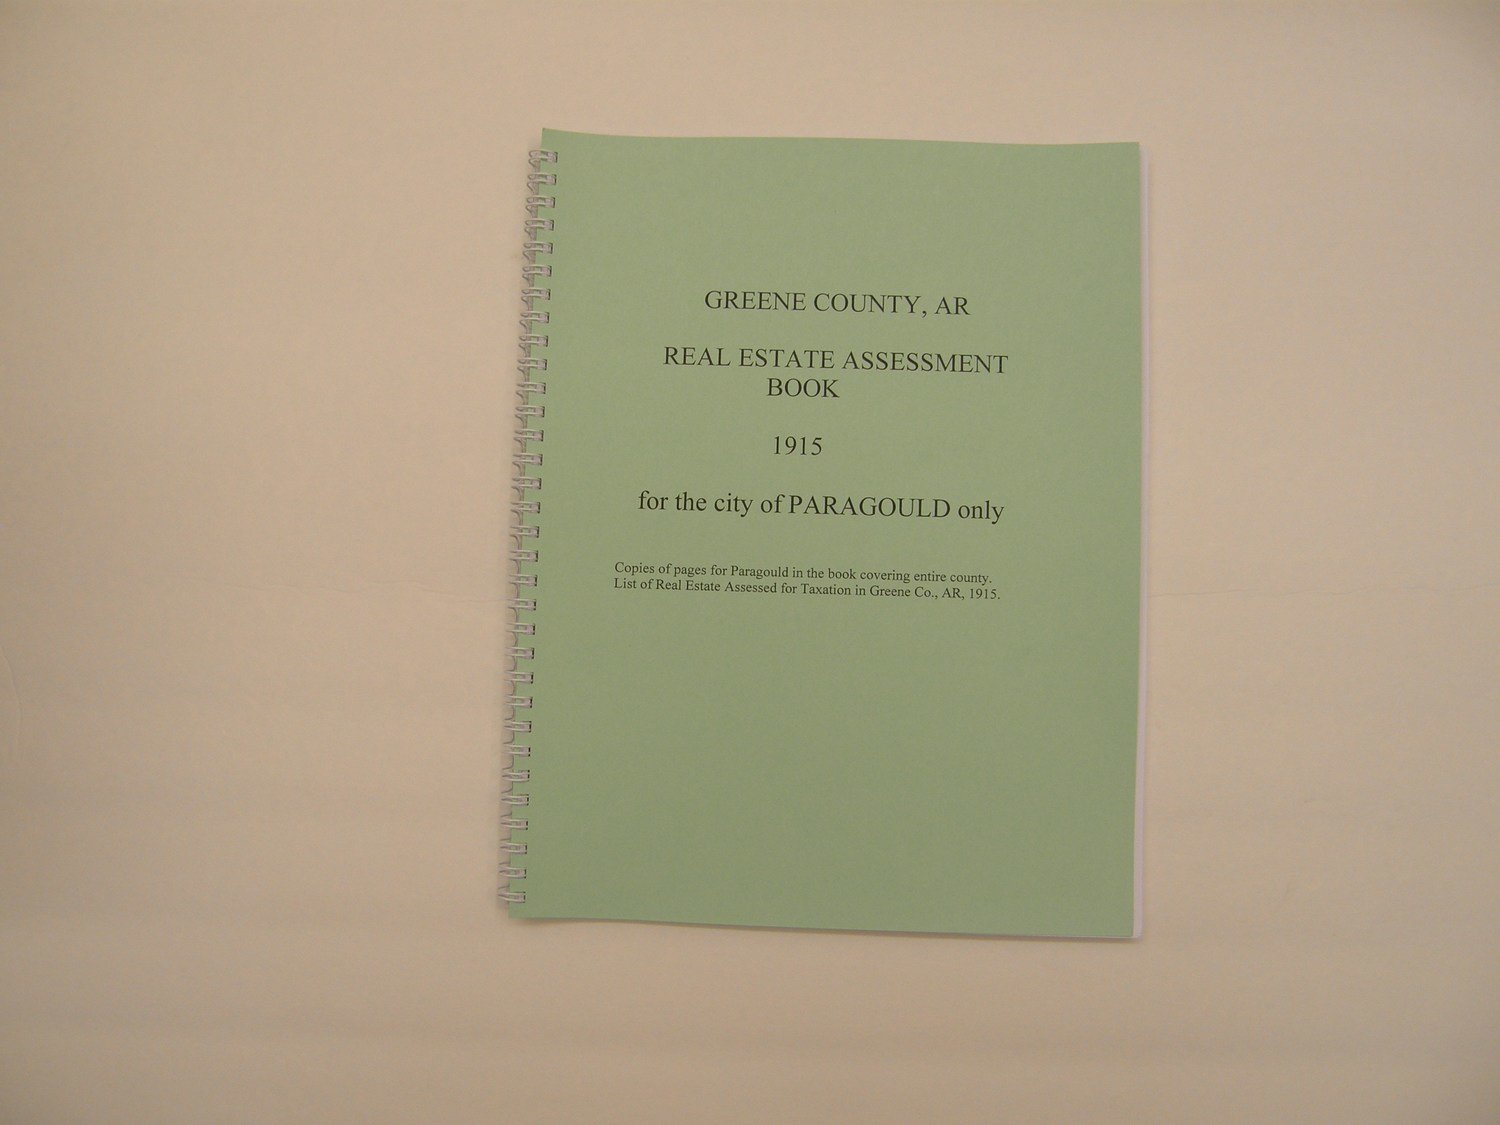 GREENE COUNTY, AR
REAL ESTATE ASSESSMENT
BOOK
1915
for the city of PARAGOULD only
Copies of pages for Paragould in the book covering entire county.
List of Real Estate Assessed for Taxation in Greene Co., AR, 1915.